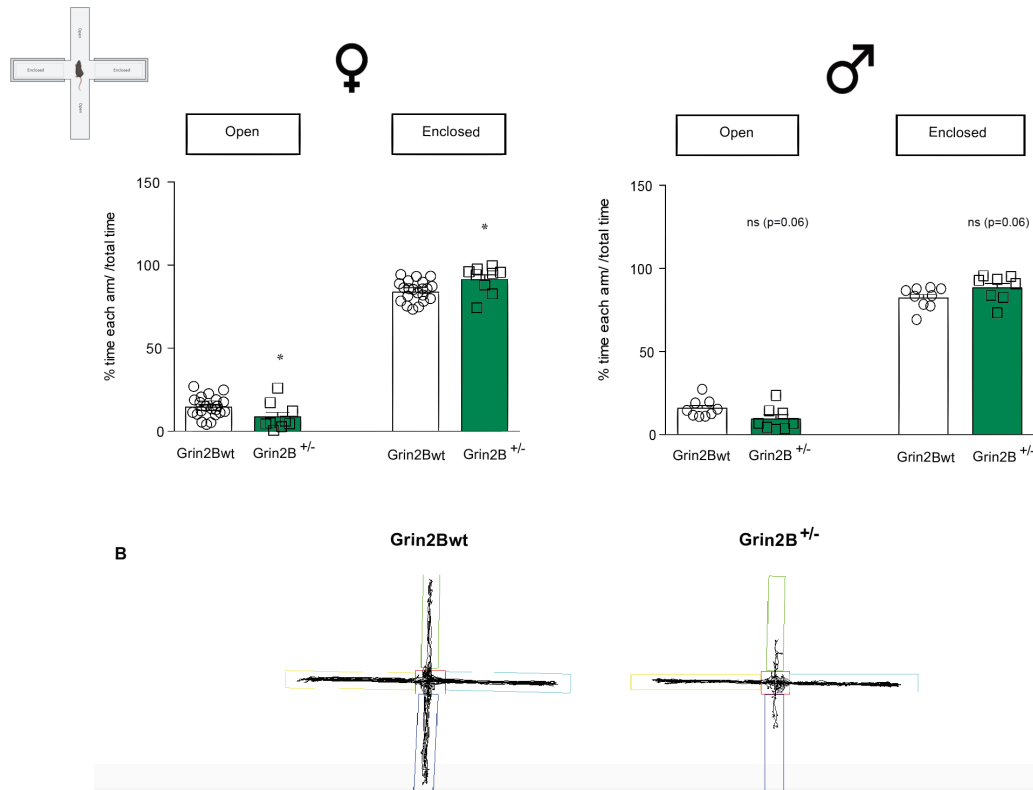 Open
Enclosed
Enclosed
Open
♀
♂
Open
Enclosed
Open
Enclosed
% time each arm/ /total time
150
100
50
0
*
*
Grin2Bwt
Grin2B +/-
Grin2Bwt
Grin2B +/-
% time each arm/ /total time
150
100
50
0
ns (p=0.06)
ns (p=0.06)
Grin2Bwt
Grin2B +/-
Grin2Bwt
Grin2B +/-
B
Grin2Bwt
Grin2B +/-